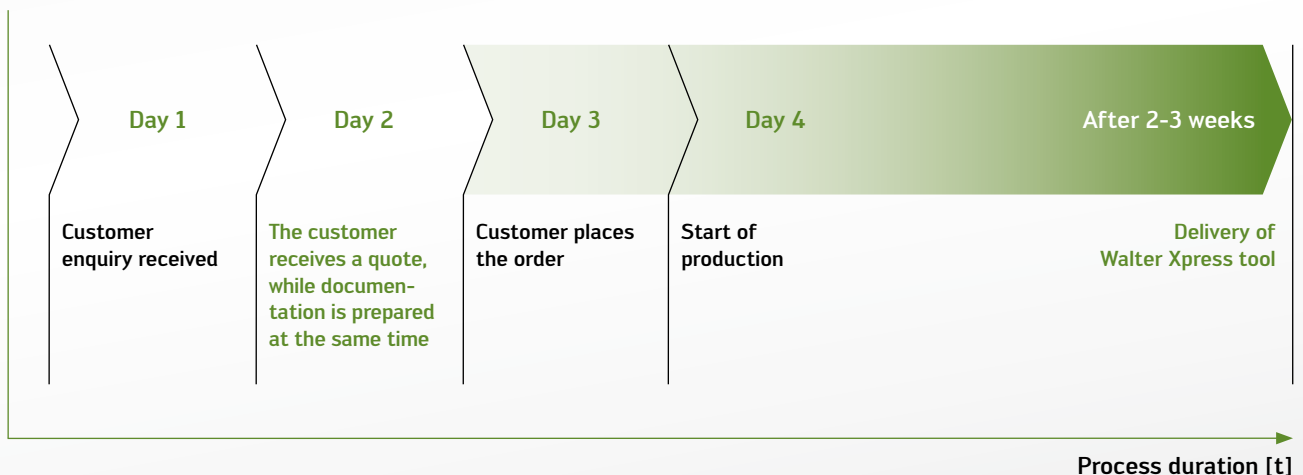 Day 1
Day 2
Day 3
Day 4
After 2-3 weeks
Customer
enquiry received
The customer
receives a quote,
while documen-
tation is prepared
at the same time
Customer places
the order
Start of
production
Delivery of
Walter Xpress tool
Process duration [t]